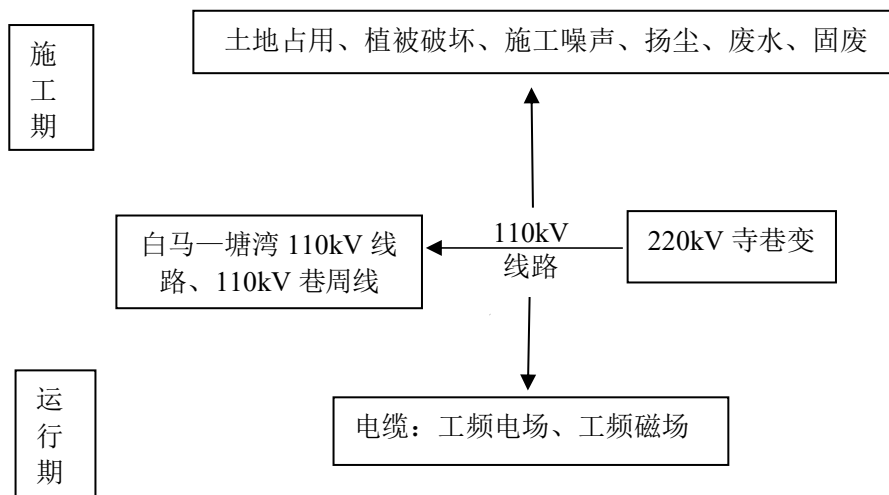 施
工
期
土地占用、植被破坏、施工噪声、扬尘、废水、固废
白马—塘湾 110kV 线
路、110kV 巷周线
110kV
线路
220kV 寺巷变
运
行
期
电缆：工频电场、工频磁场